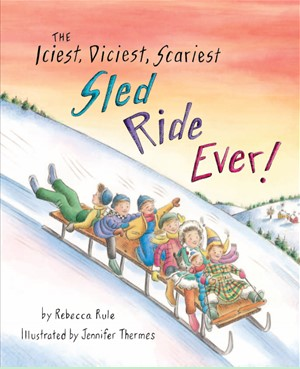 THE
Iciest, Diciest, Scariest
Sled
Ride
Ever!
by Rebecca Rule
Illustrated by Jennifer Thermes